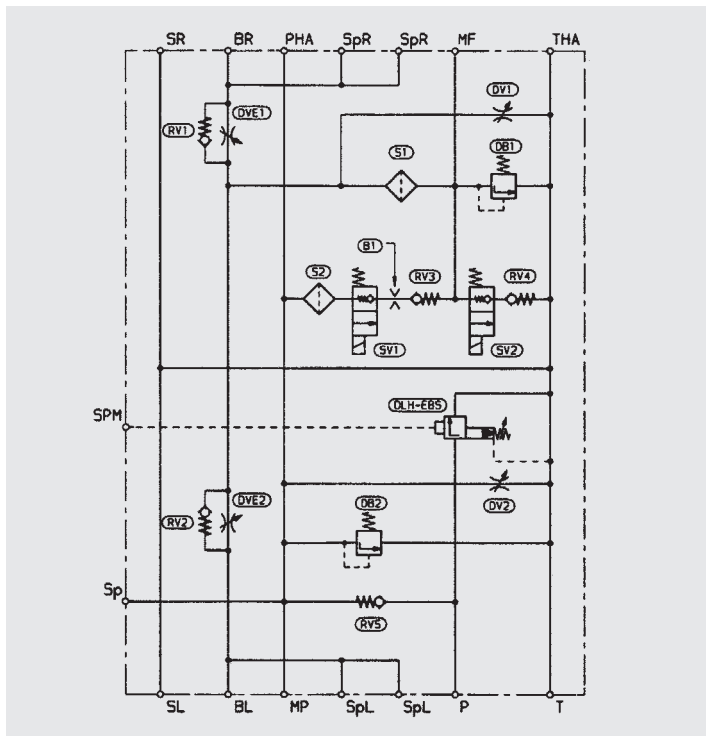 SR BR PHA SpR SpR MF THA
DV1
DVE1
RV1
S1
DB1
B1
S2
RV3
RV4
SV1
SV2
DLH-EBS
SPM
DVE2
DB2
DV2
RV2
Sp
RV5
SL BL MP SpL SpL P T